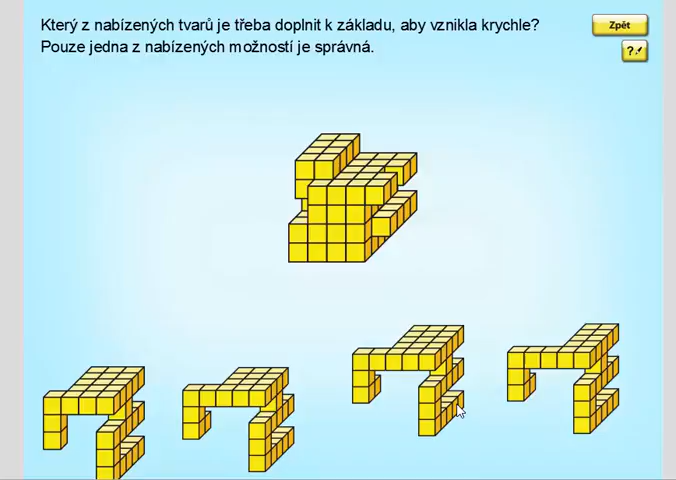 Který z nabízených tvarů je třeba doplnit k základu, aby vznikla krychle?
Zpět
Pouze jedna z nabízených možností je správná.
?